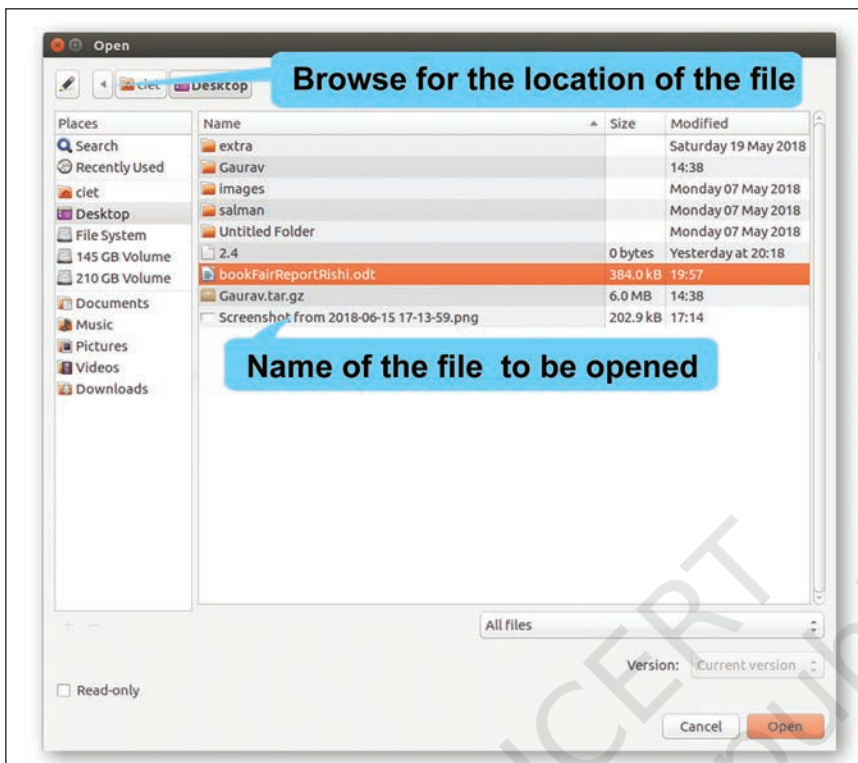 Open
ciet Desktop
Browse for the location of the file
Places Name Size Modified
Search extra Saturday 19 May 2018
Recently Used Gaurav 14:38
ciet images Monday 07 May 2018
Desktop salman Monday 07 May 2018
File System Untitled Folder Monday 07 May 2018
145 GB Volume 2.4 0 bytes Yesterday at 20:18
210 GB Volume bookFairReportRishi.odt 384.0 kB 19:57
Documents Gaurav.tar.gz 6.0 MB 14:38
Music Screenshot from 2018-06-15 17-13-59.png 202.9 kB 17:14
Pictures
Videos
Downloads
Name of the file to be opened
All files
Version: Current version
Read-only
Cancel Open